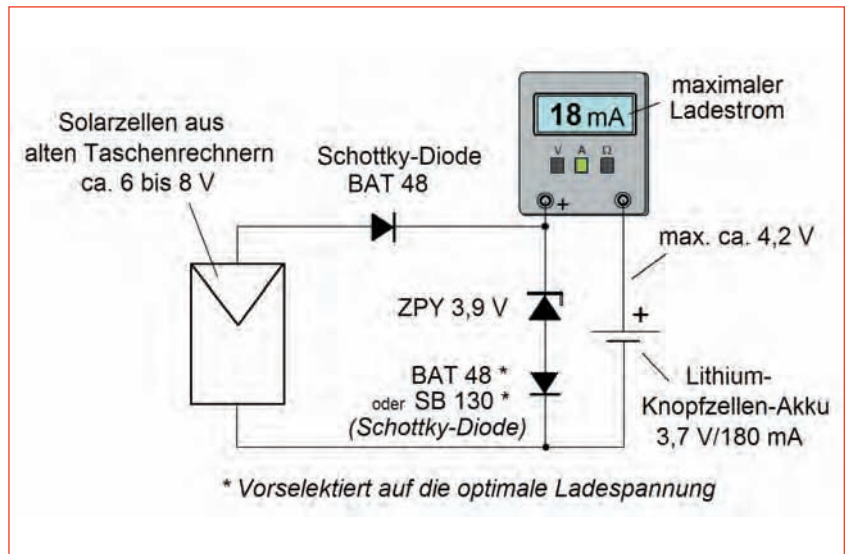 Solarzellen aus
alten Taschenrechnern
ca. 6 bis 8 V
Schottky-Diode
BAT 48
18 mA
V A Ω
+
maximaler
Ladestrom
max. ca. 4,2 V
ZPY 3,9 V
+
BAT 48 *
oder SB 130 *
(Schottky-Diode)
Lithium-
Knopfzellen-Akku
3,7 V/180 mA
* Vorselektiert auf die optimale Ladespannung